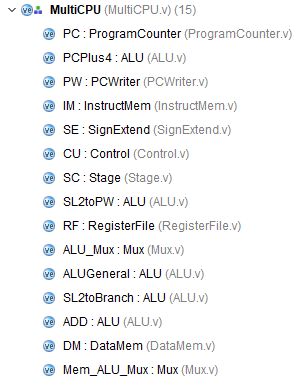 MultiCPU (MultiCPU.v) (15)
PC : ProgramCounter (ProgramCounter.v)
PCPlus4 : ALU (ALU.v)
PW : PCWriter (PCWriter.v)
IM : InstructMem (InstructMem.v)
SE : SignExtend (SignExtend.v)
CU : Control (Control.v)
SC : Stage (Stage.v)
SL2toPW : ALU (ALU.v)
RF : RegisterFile (RegisterFile.v)
ALU_Mux : Mux (Mux.v)
ALUGeneral : ALU (ALU.v)
SL2toBranch : ALU (ALU.v)
ADD : ALU (ALU.v)
DM : DataMem (DataMem.v)
Mem_ALU_Mux : Mux (Mux.v)